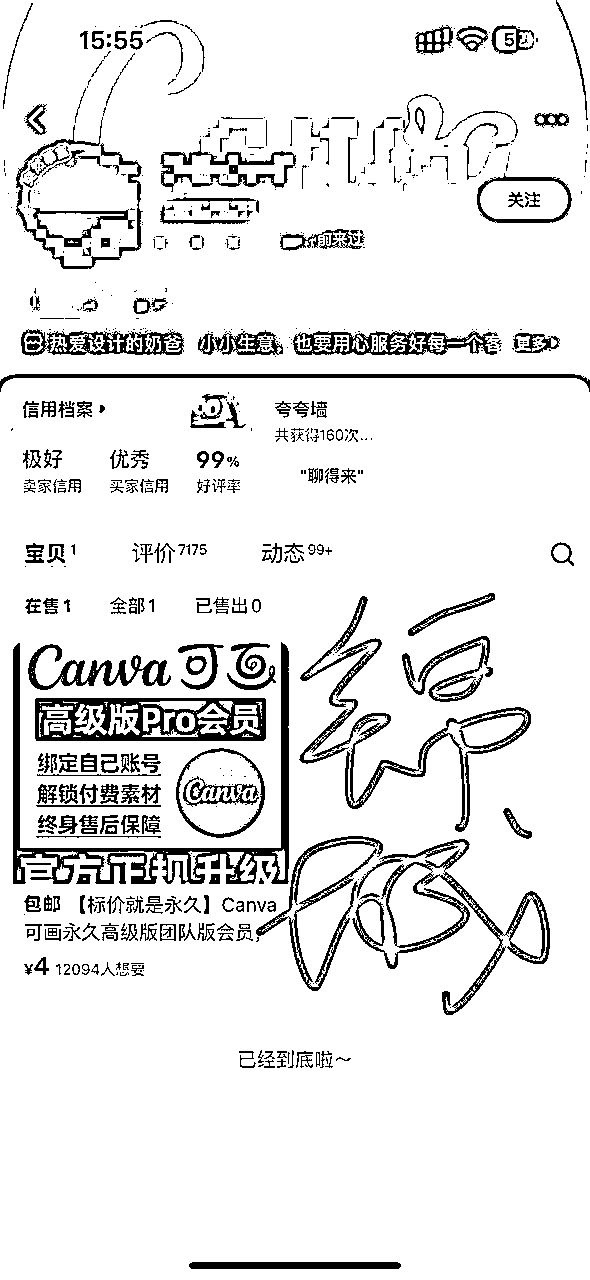 15:55
5
关注
前来过
热爱设计的奶爸 小小生意，也要用心服务好每一个客 更多
信用档案
夸夸墙
共获得160次...
极好 优秀 99%
"聊得来"
卖家信用 买家信用 好评率
宝贝 1 评价 7175 动态 99+
在售 1 全部 1 已售出 0
Canva可画
高级版Pro会员
绑定自己账号
解锁付费素材
终身售后保障
Canva
官方正规升级
包邮 【标价就是永久】Canva
可画永久高级版团队版会员,
¥4 12094人想要
已经到底啦～